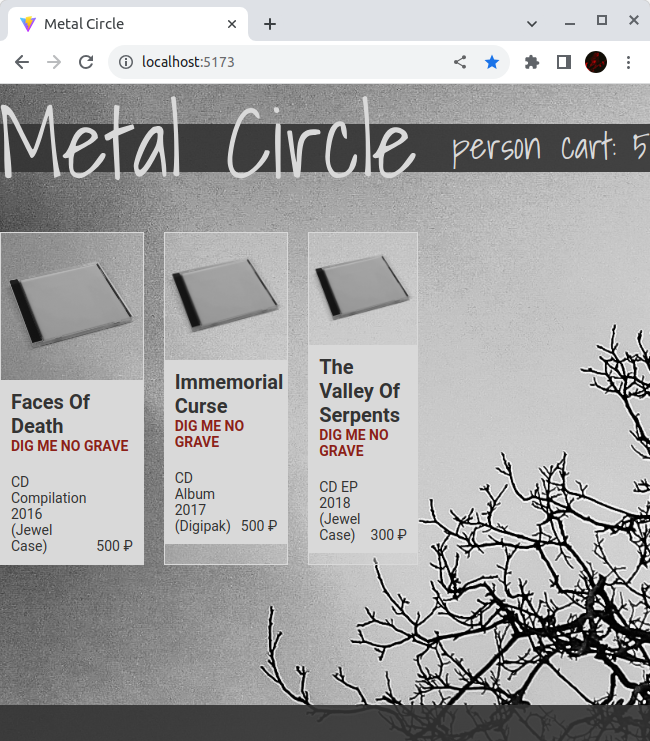 Metal Circle
localhost:5173
Metal Circle
person cart: 5
Faces Of
Death
DIG ME NO GRAVE
CD
Compilation
2016
(Jewel
Case) 500 ₽
Immemorial
Curse
DIG ME NO
GRAVE
CD
Album
2017
(Digipak) 500 ₽
The
Valley Of
Serpents
DIG ME NO
GRAVE
CD EP
2018
(Jewel
Case) 300 ₽